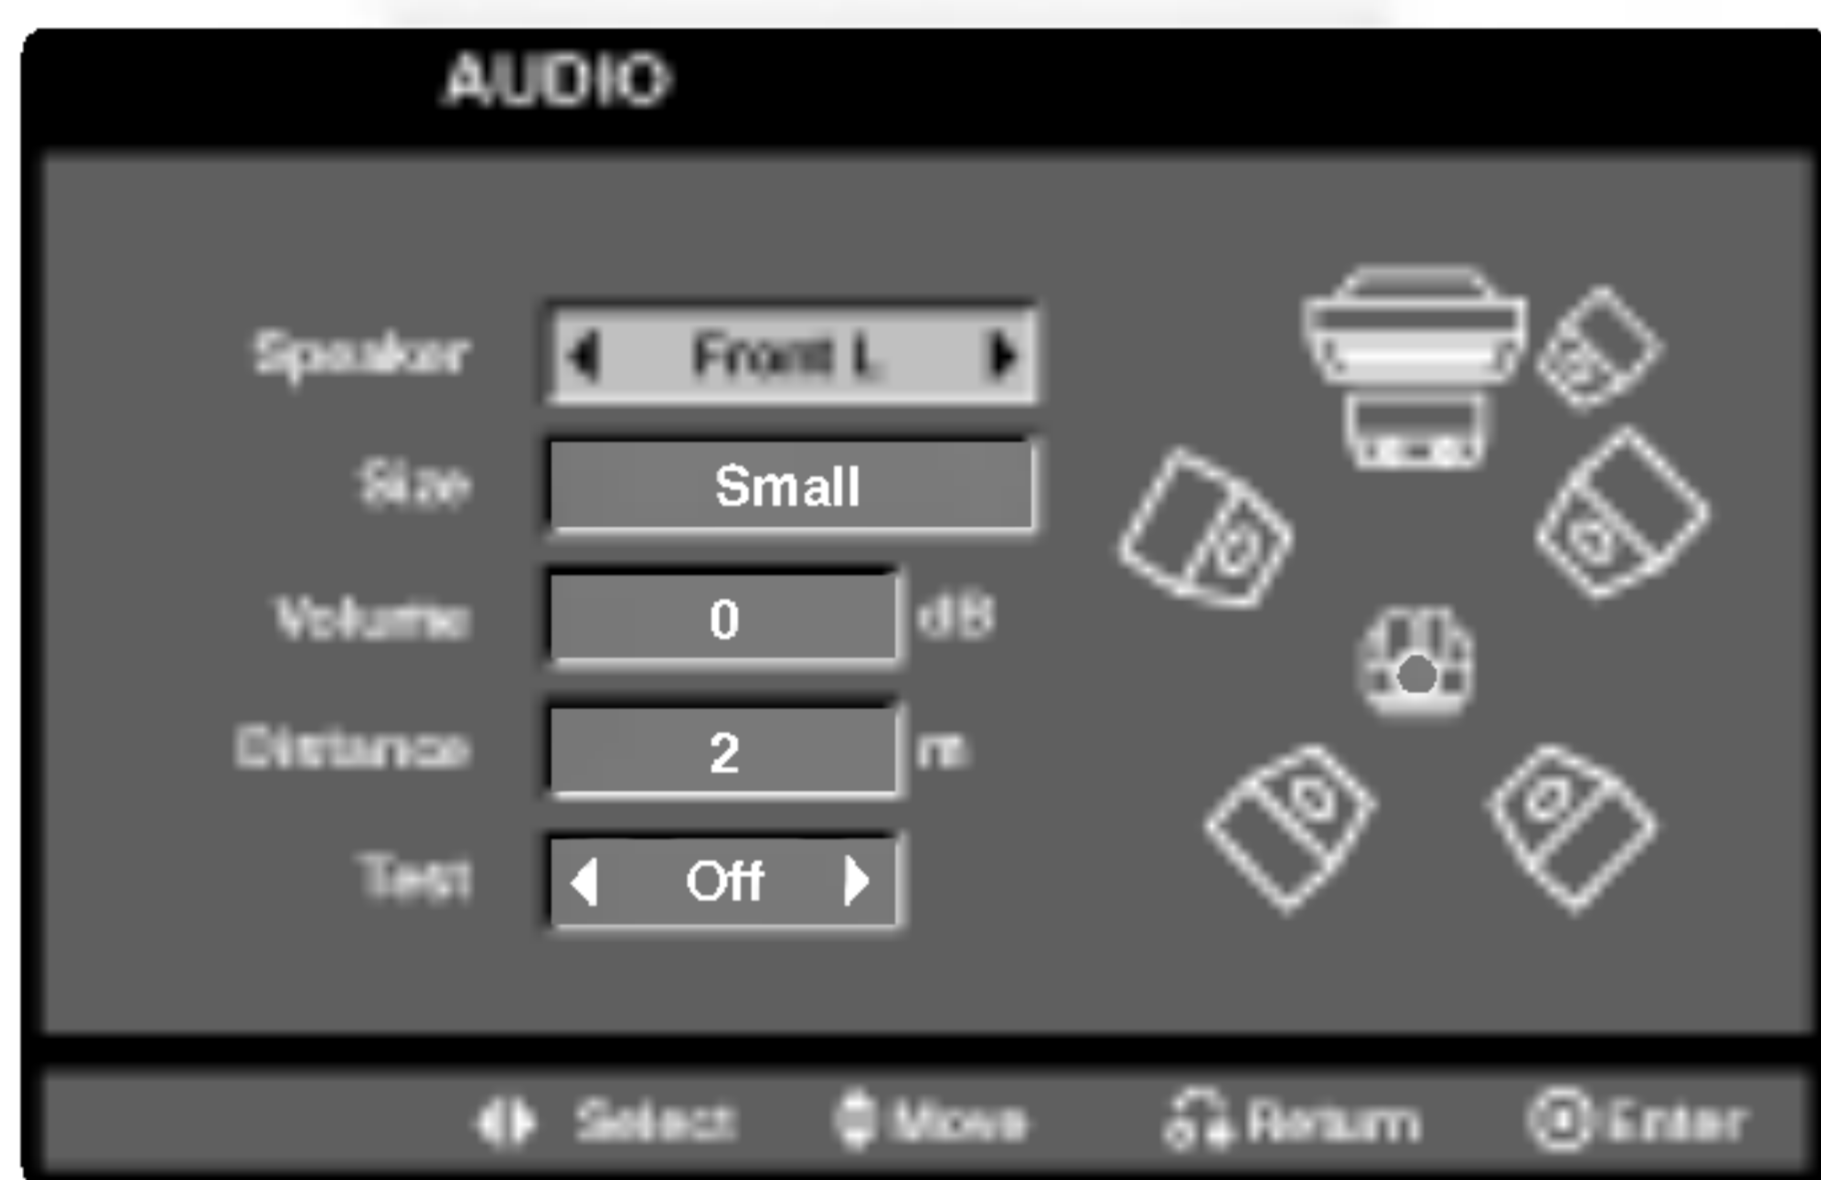 AUDIO
Speaker Front L
Size Small
Volume 0 dB
Distance 2 m
Test Off
Select Move Return Enter